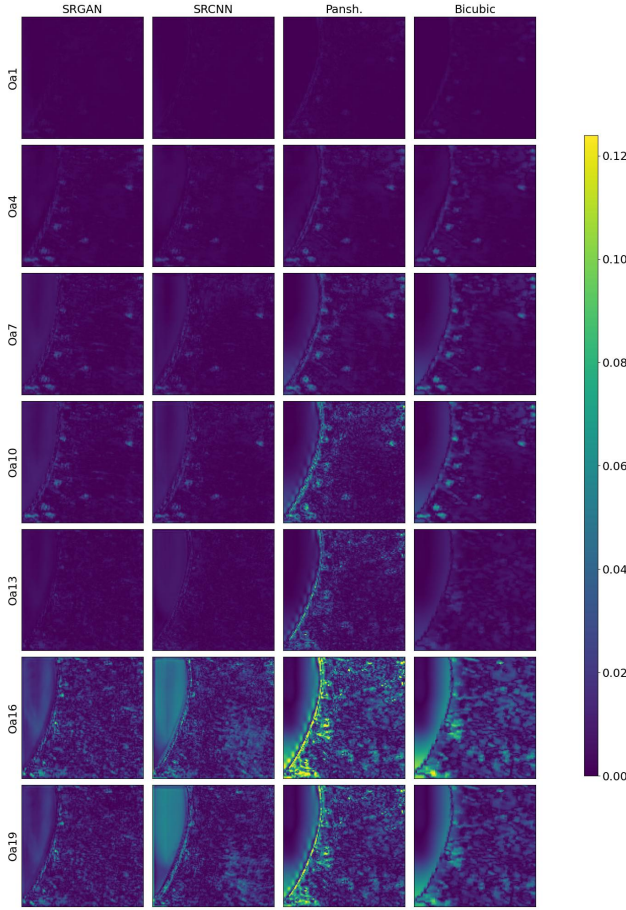 SRGAN SRCNN Pansh. Bicubic
Oa1
Oa4
Oa7
Oa10
Oa13
Oa16
Oa19
0.12
0.10
0.08
0.06
0.04
0.02
0.00